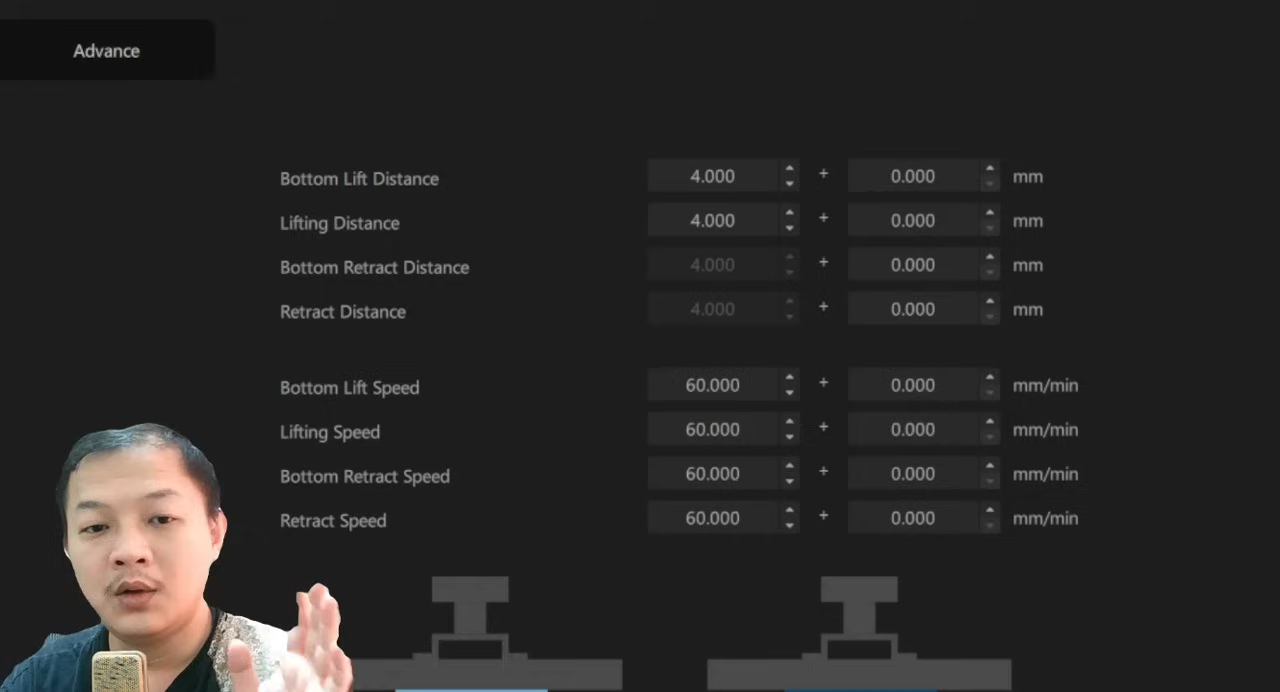 Advance
Bottom Lift Distance 4.000 + 0.000 mm
Lifting Distance 4.000 + 0.000 mm
Bottom Retract Distance 4.000 + 0.000 mm
Retract Distance 4.000 + 0.000 mm
Bottom Lift Speed 60.000 + 0.000 mm/min
Lifting Speed 60.000 + 0.000 mm/min
Bottom Retract Speed 60.000 + 0.000 mm/min
Retract Speed 60.000 + 0.000 mm/min